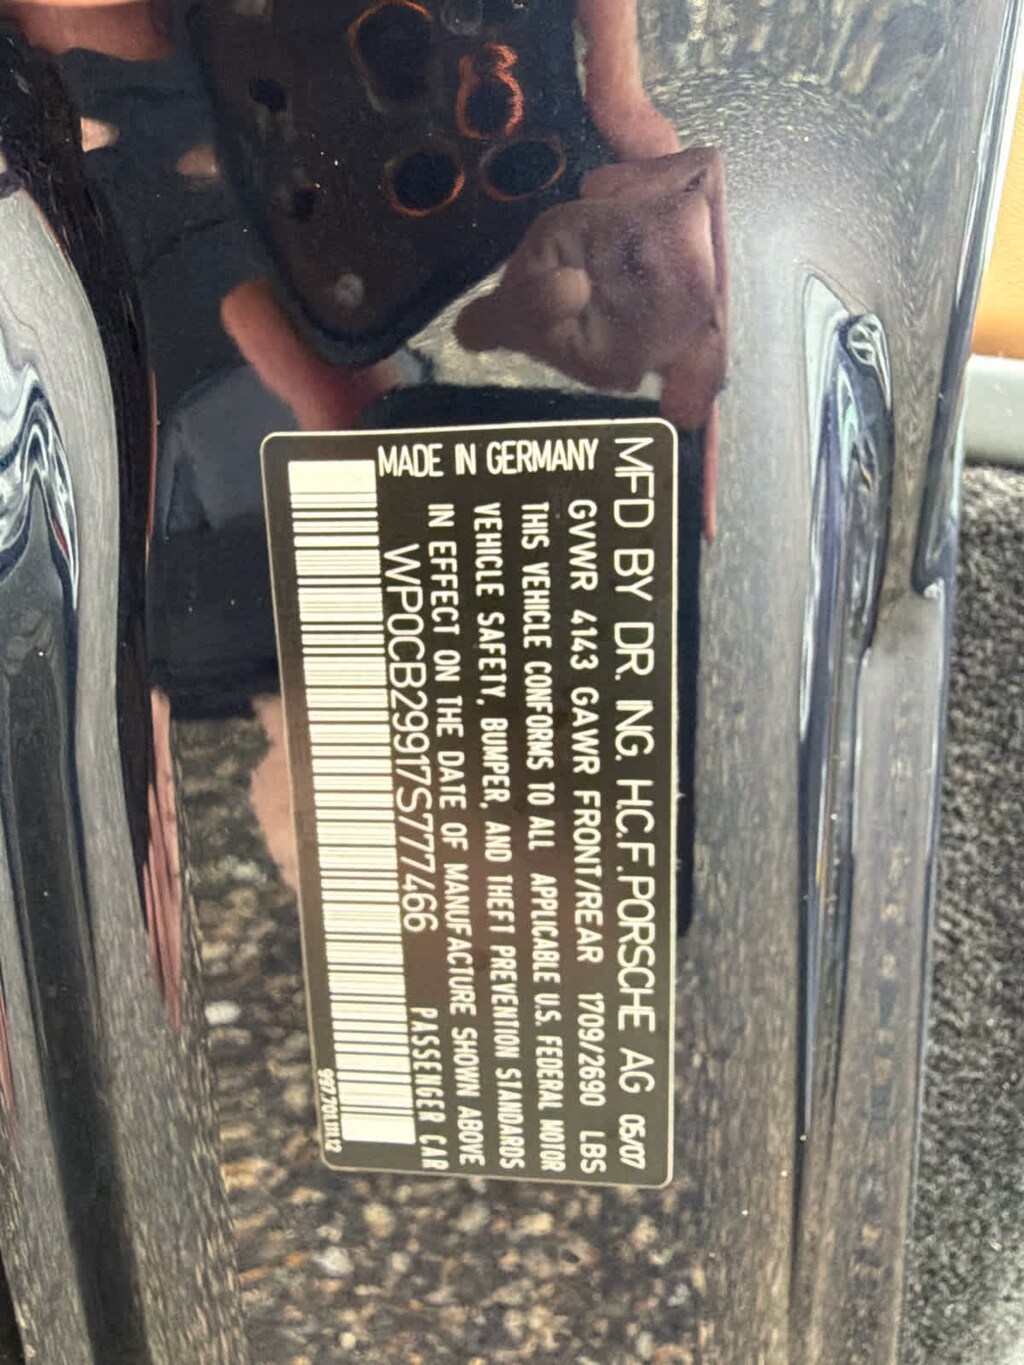 MFD BY DR. ING. H.C.F. PORSCHE AG 05/07
GVWR 4143 GAWR FRONT/REAR 1709/2690 LBS
THIS VEHICLE CONFORMS TO ALL APPLICABLE U.S. FEDERAL MOTOR
VEHICLE SAFETY, BUMPER, AND THEFT PREVENTION STANDARDS
IN EFFECT ON THE DATE OF MANUFACTURE SHOWN ABOVE
MADE IN GERMANY
WP0CB29917S777466 PASSENGER CAR